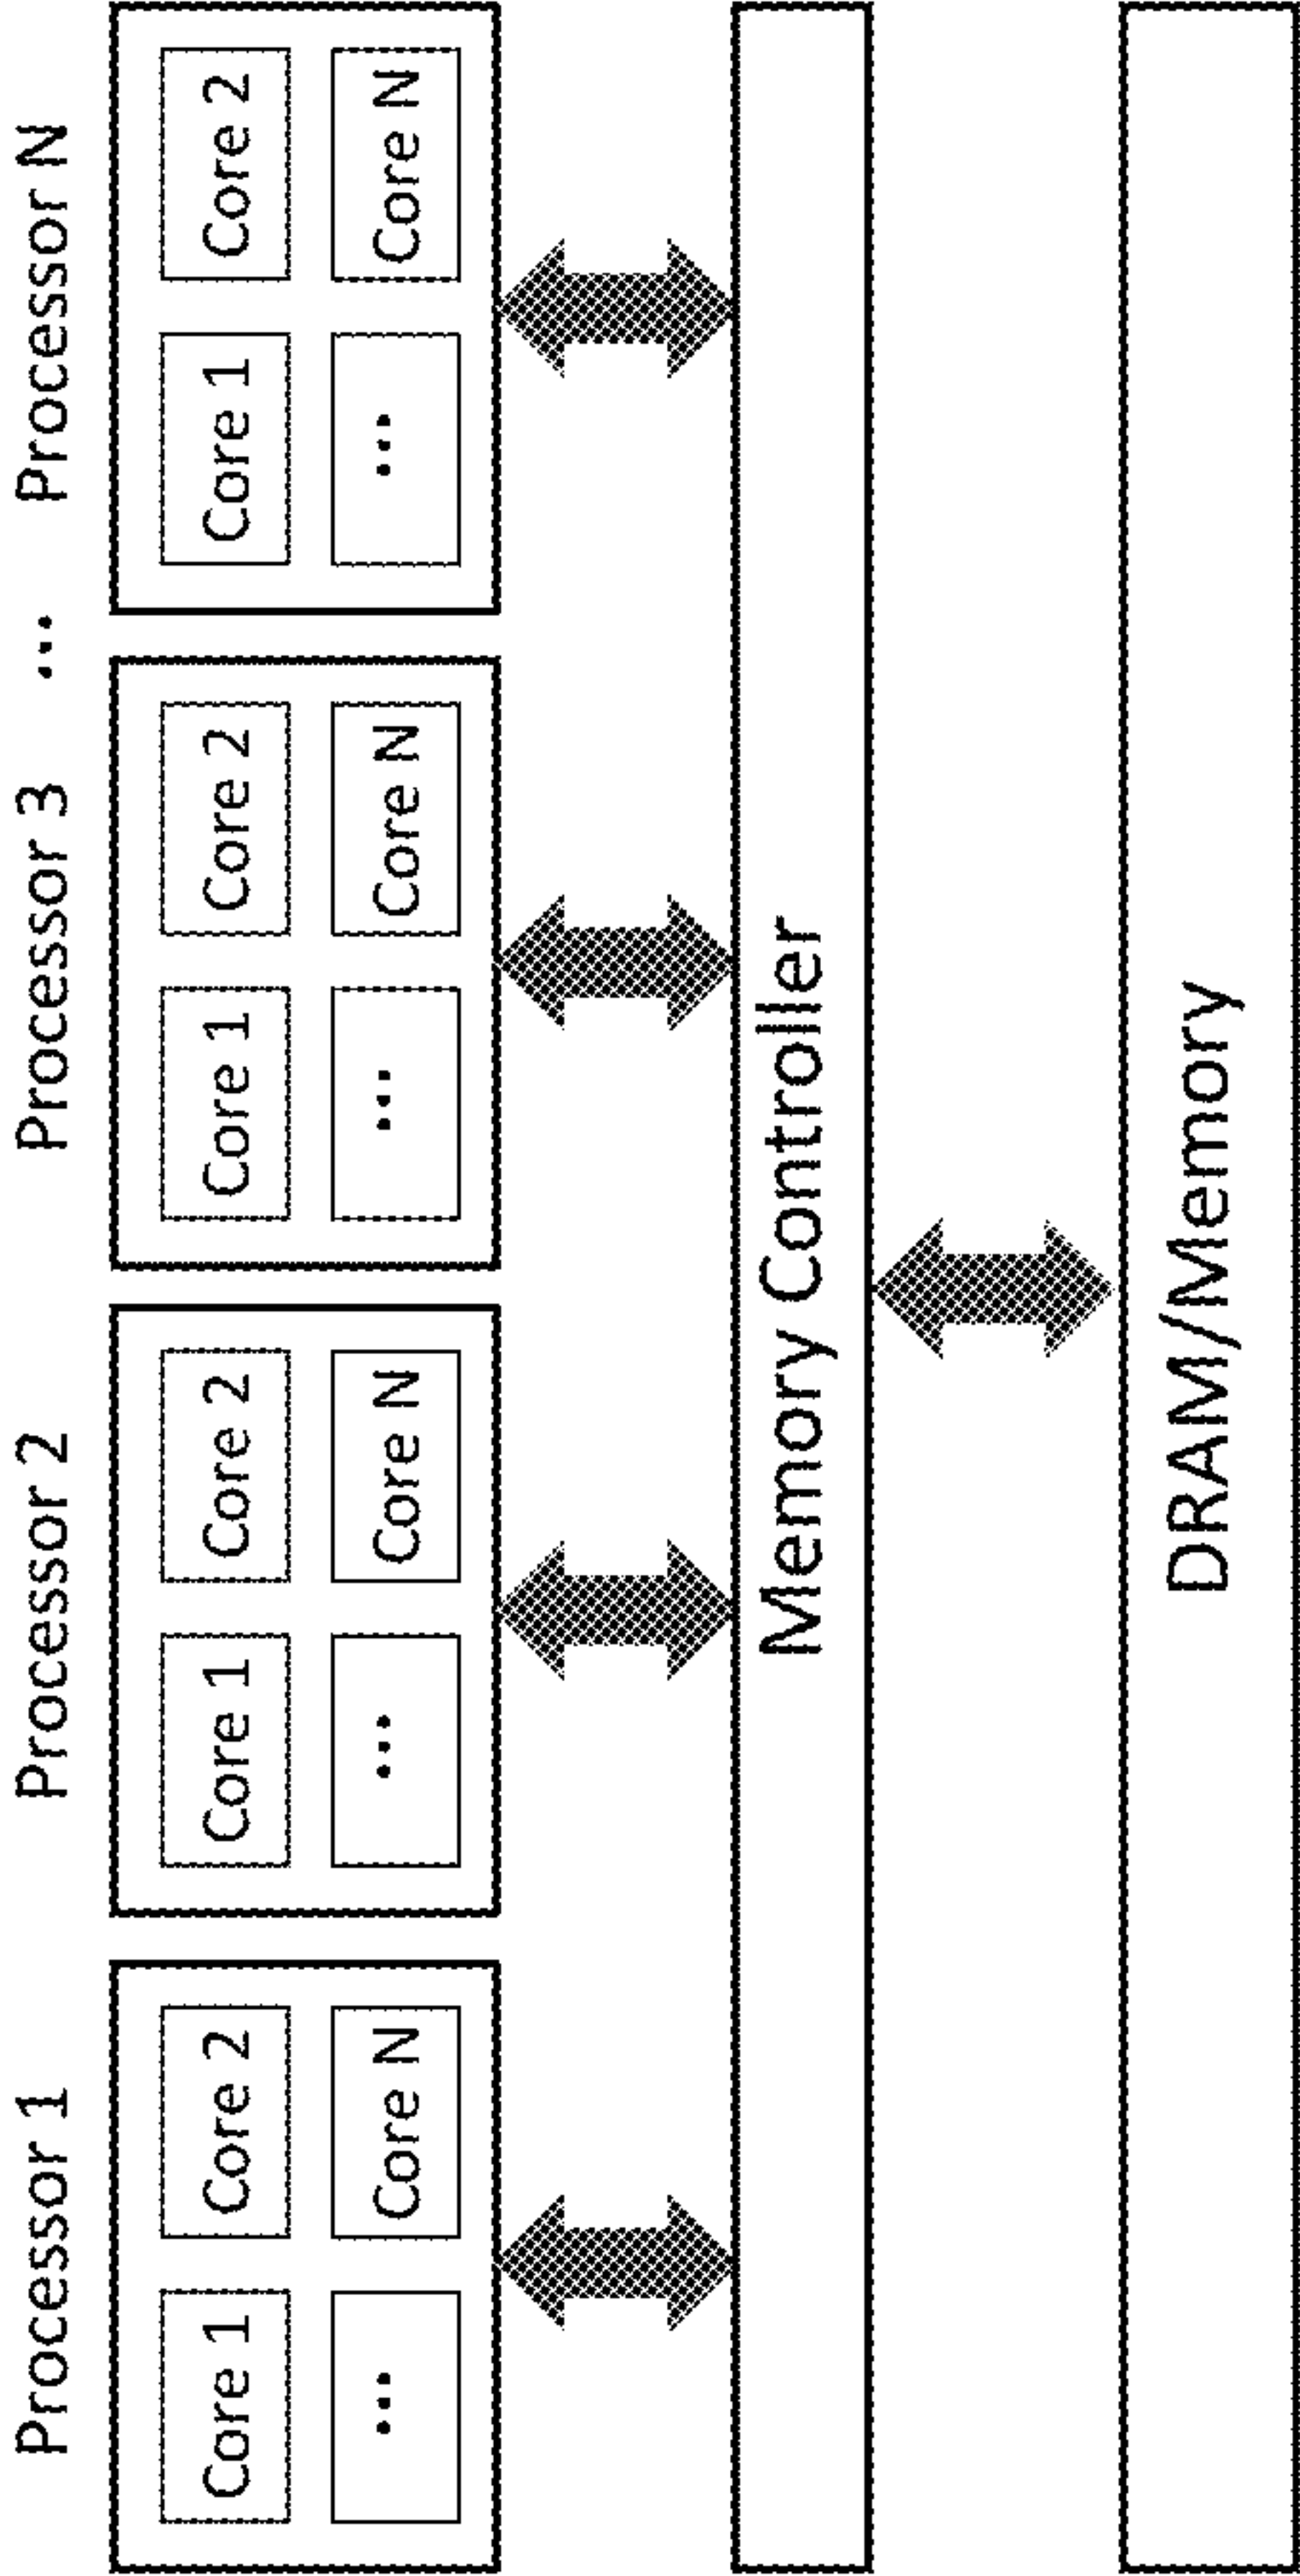 Processor 1 Processor 2 Processor 3 ... Processor N
Core 1 Core 2 Core 1 Core 2 Core 1 Core 2 Core 1 Core 2
... Core N ... Core N ... Core N ... Core N
Memory Controller
DRAM/Memory